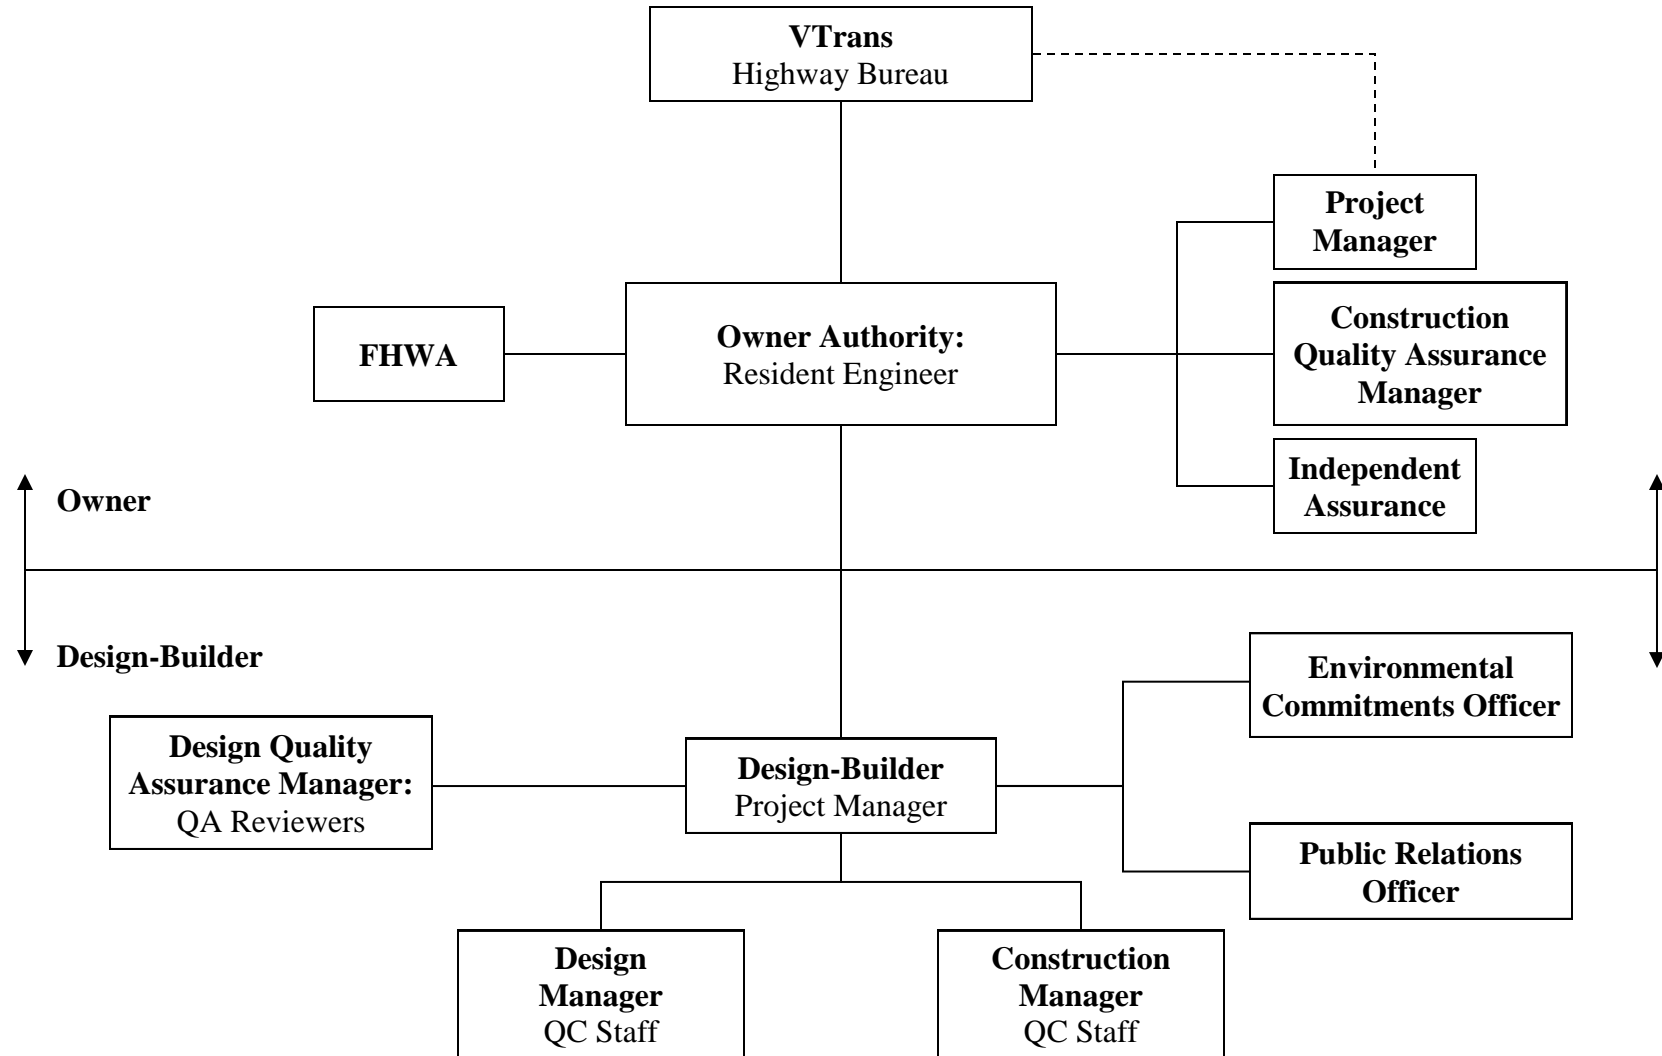 VTrans
Highway Bureau
Project
Manager
FHWA
Owner Authority:
Resident Engineer
Construction
Quality Assurance
Manager
Independent
Assurance
Owner
Design-Builder
Environmental
Commitments Officer
Design Quality
Assurance Manager:
QA Reviewers
Design-Builder
Project Manager
Public Relations
Officer
Design
Manager
QC Staff
Construction
Manager
QC Staff